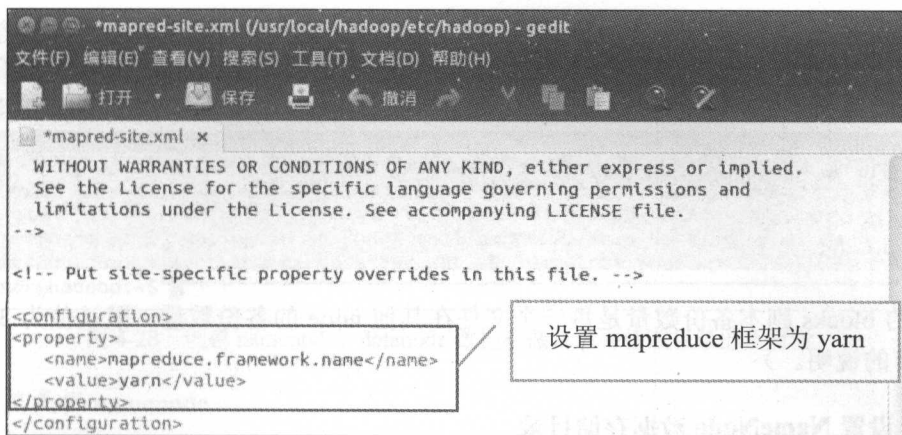 *mapred-site.xml (/usr/local/hadoop/etc/hadoop) - gedit
文件(F) 编辑(E) 查看(V) 搜索(S) 工具(T) 文档(D) 帮助(H)
打开 保存 撤消
*mapred-site.xml ×
WITHOUT WARRANTIES OR CONDITIONS OF ANY KIND, either express or implied.
See the License for the specific language governing permissions and
limitations under the License. See accompanying LICENSE file.
-->
<!-- Put site-specific property overrides in this file. -->
<configuration>
<property>
<name>mapreduce.framework.name</name>
<value>yarn</value>
</property>
</configuration>
设置 mapreduce 框架为 yarn